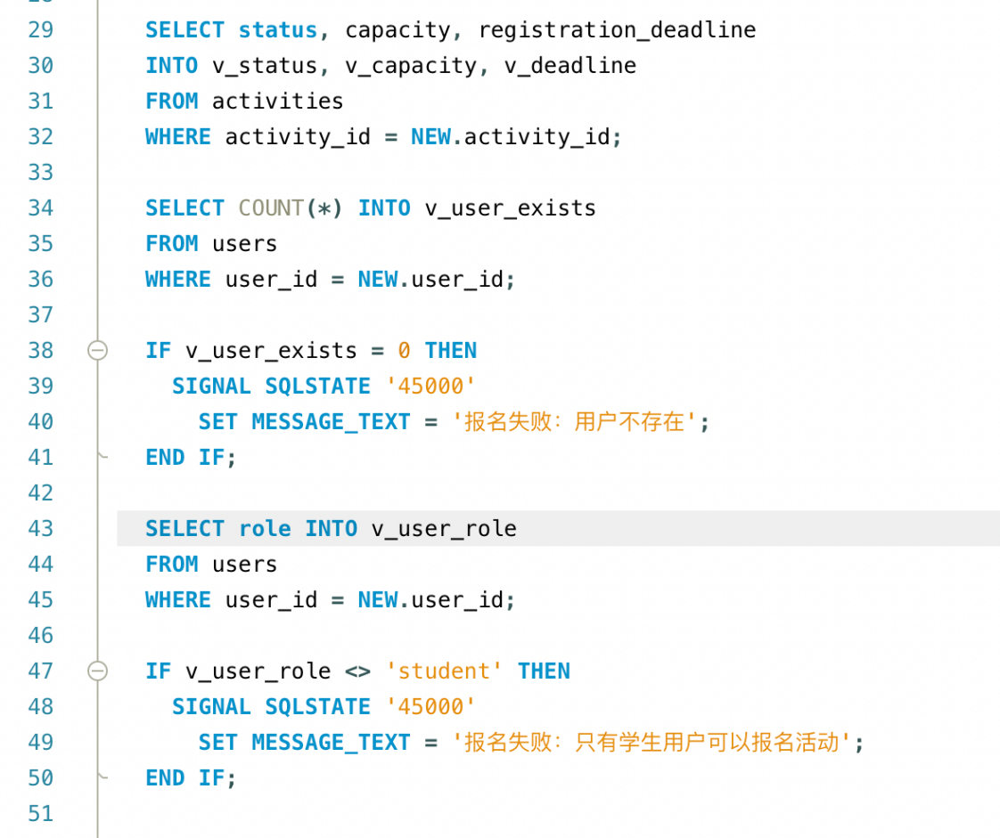 29 SELECT status, capacity, registration_deadline
30 INTO v_status, v_capacity, v_deadline
31 FROM activities
32 WHERE activity_id = NEW.activity_id;
33
34 SELECT COUNT(*) INTO v_user_exists
35 FROM users
36 WHERE user_id = NEW.user_id;
37
38 IF v_user_exists = 0 THEN
39 SIGNAL SQLSTATE '45000'
40 SET MESSAGE_TEXT = '报名失败：用户不存在';
41 END IF;
42
43 SELECT role INTO v_user_role
44 FROM users
45 WHERE user_id = NEW.user_id;
46
47 IF v_user_role <> 'student' THEN
48 SIGNAL SQLSTATE '45000'
49 SET MESSAGE_TEXT = '报名失败：只有学生用户可以报名活动';
50 END IF;
51